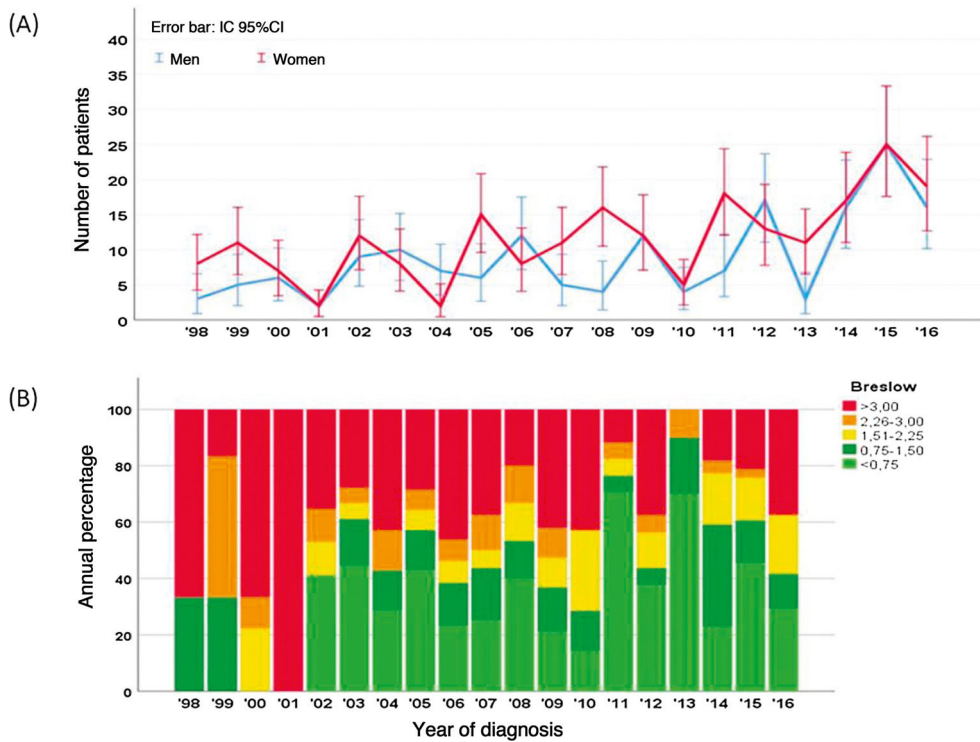 (A)
Error bar: IC 95%CI
Men Women
Number of patients
40
35
30
25
20
15
10
5
0
'98 '99 '00 '01 '02 '03 '04 '05 '06 '07 '08 '09 '10 '11 '12 '13 '14 '15 '16
(B)
Breslow
>3,00
2,26-3,00
1,51-2,25
0,75-1,50
<0,75
Annual percentage
100
80
60
40
20
0
'98 '99 '00 '01 '02 '03 '04 '05 '06 '07 '08 '09 '10 '11 '12 '13 '14 '15 '16
Year of diagnosis